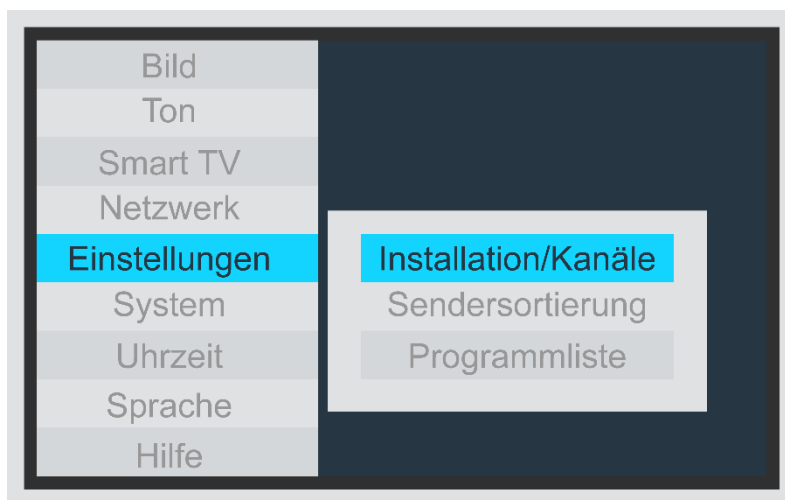 Bild
Ton
Smart TV
Netzwerk
Einstellungen
System
Uhrzeit
Sprache
Hilfe
Installation/Kanäle
Sendersortierung
Programmliste